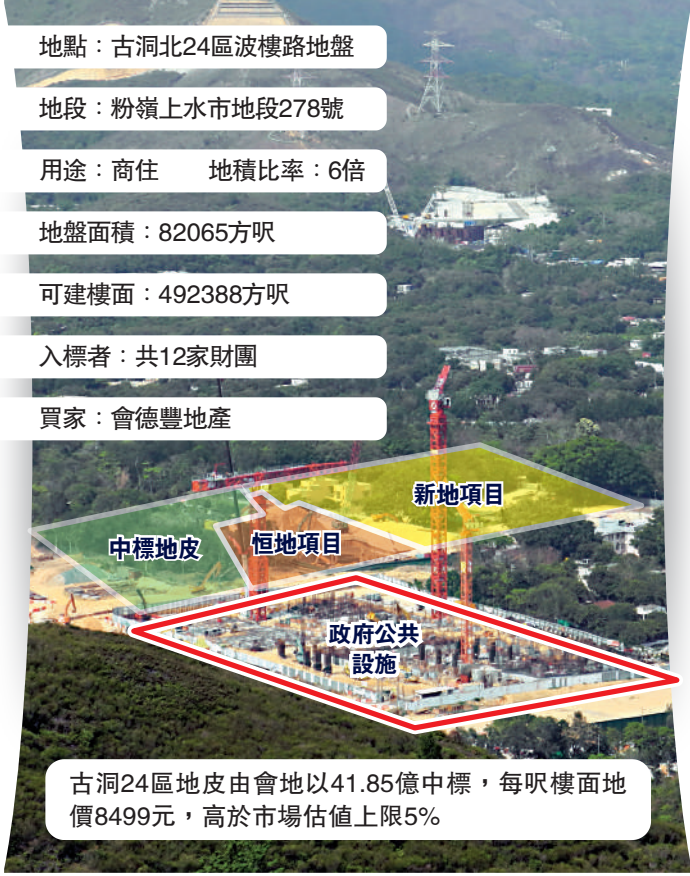 地點：古洞北24區波樓路地盤
地段：粉嶺上水市地段278號
用途：商住　　地積比率：6倍
地盤面積：82065方呎
可建樓面：492388方呎
入標者：共12家財團
買家：會德豐地產
新地項目
中標地皮
恒地項目
政府公共
設施
古洞24區地皮由會地以41.85億中標，每呎樓面地
價8499元，高於市場估值上限5%